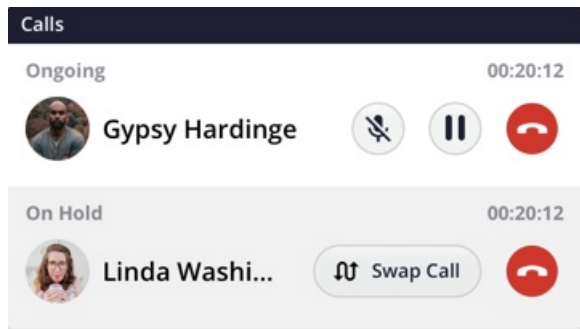 Calls
Ongoing 00:20:12
Gypsy Hardinge
On Hold 00:20:12
Linda Washi... Swap Call